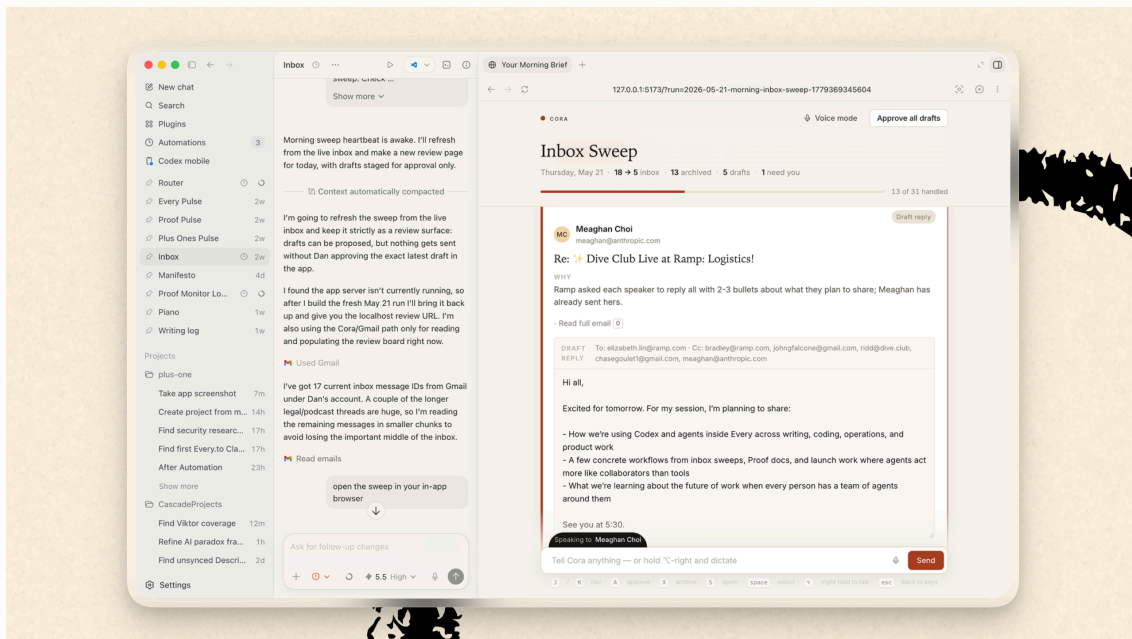 New chat
Search
Plugins
Automations 3
Codex mobile
Router
Every Pulse 2w
Proof Pulse 2w
Plus Ones Pulse 2w
Inbox 2w
Manifesto 4d
Proof Monitor Lo...
Piano 1w
Writing log 1w
Projects
plus-one
Take app screenshot 7m
Create project from m... 14h
Find security researc... 17h
Find first Every.to Cla... 17h
After Automation 23h
Show more
CascadeProjects
Find Viktor coverage 12m
Refine AI paradox fra... 1h
Find unsynced Descri... 2d
Settings
Inbox
sweep. Check ...
Show more
Morning sweep heartbeat is awake. I'll refresh
from the live inbox and make a new review page
for today, with drafts staged for approval only.
Context automatically compacted
I'm going to refresh the sweep from the live
inbox and keep it strictly as a review surface:
drafts can be proposed, but nothing gets sent
without Dan approving the exact latest draft in
the app.
I found the app server isn't currently running, so
after I build the fresh May 21 run I'll bring it back
up and give you the localhost review URL. I'm
also using the Cora/Gmail path only for reading
and populating the review board right now.
Used Gmail
I've got 17 current inbox message IDs from Gmail
under Dan's account. A couple of the longer
legal/podcast threads are huge, so I'm reading
the remaining messages in smaller chunks to
avoid losing the important middle of the inbox.
Read emails
open the sweep in your in-app
browser
Ask for follow-up changes
5.5 High
Your Morning Brief
127.0.0.1:5173/?run=2026-05-21-morning-inbox-sweep-1779369345604
CORA
Voice mode
Approve all drafts
Inbox Sweep
Thursday, May 21 · 18 → 5 inbox · 13 archived · 5 drafts · 1 need you
13 of 31 handled
Draft reply
MC
Meaghan Choi
meaghan@anthropic.com
Re: ✨ Dive Club Live at Ramp: Logistics!
WHY
Ramp asked each speaker to reply all with 2-3 bullets about what they plan to share; Meaghan has
already sent hers.
Read full email O
DRAFT REPLY
To: elizabeth.lin@ramp.com · Cc: bradley@ramp.com, johngfalcone@gmail.com, ridd@dive.club,
chasegoulet1@gmail.com, meaghan@anthropic.com
Hi all,
Excited for tomorrow. For my session, I'm planning to share:
- How we're using Codex and agents inside Every across writing, coding, operations, and
product work
- A few concrete workflows from inbox sweeps, Proof docs, and launch work where agents act
more like collaborators than tools
- What we're learning about the future of work when every person has a team of agents
around them
See you at 5:30.
Speaking to Meaghan Choi
Tell Cora anything — or hold ⌥-right and dictate
Send
J / K nav · A approve · X archive · S spam · space select · ⌥ -right hold to talk · esc back to keys